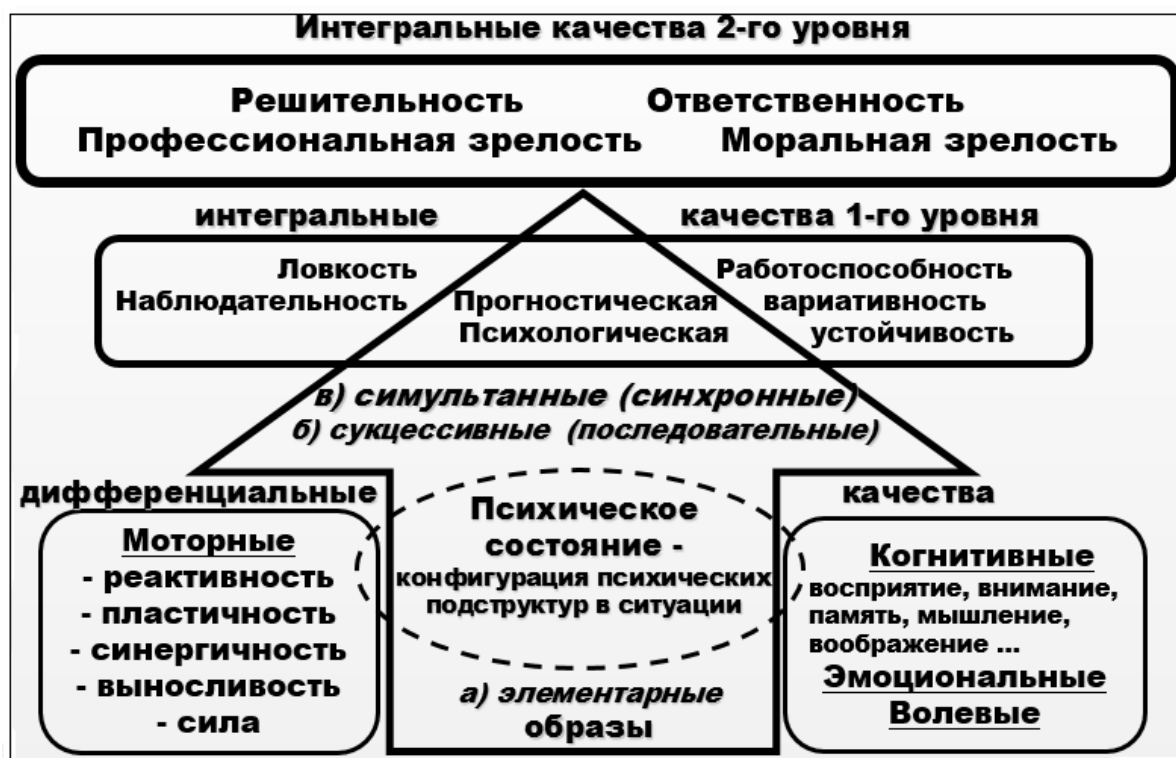 Интегральные качества 2-го уровня
Решительность Ответственность
Профессиональная зрелость Моральная зрелость
интегральные качества 1-го уровня
Ловкость Работоспособность
Наблюдательность Прогностическая вариативность
Психологическая устойчивость
в) симультанные (синхронные)
б) сукцессивные (последовательные)
дифференциальные качества
Моторные
- реактивность
- пластичность
- синергичность
- выносливость
- сила
Психическое
состояние -
конфигурация психических
подструктур в ситуации
а) элементарные
образы
Когнитивные
восприятие, внимание,
память, мышление,
воображение ...
Эмоциональные
Волевые